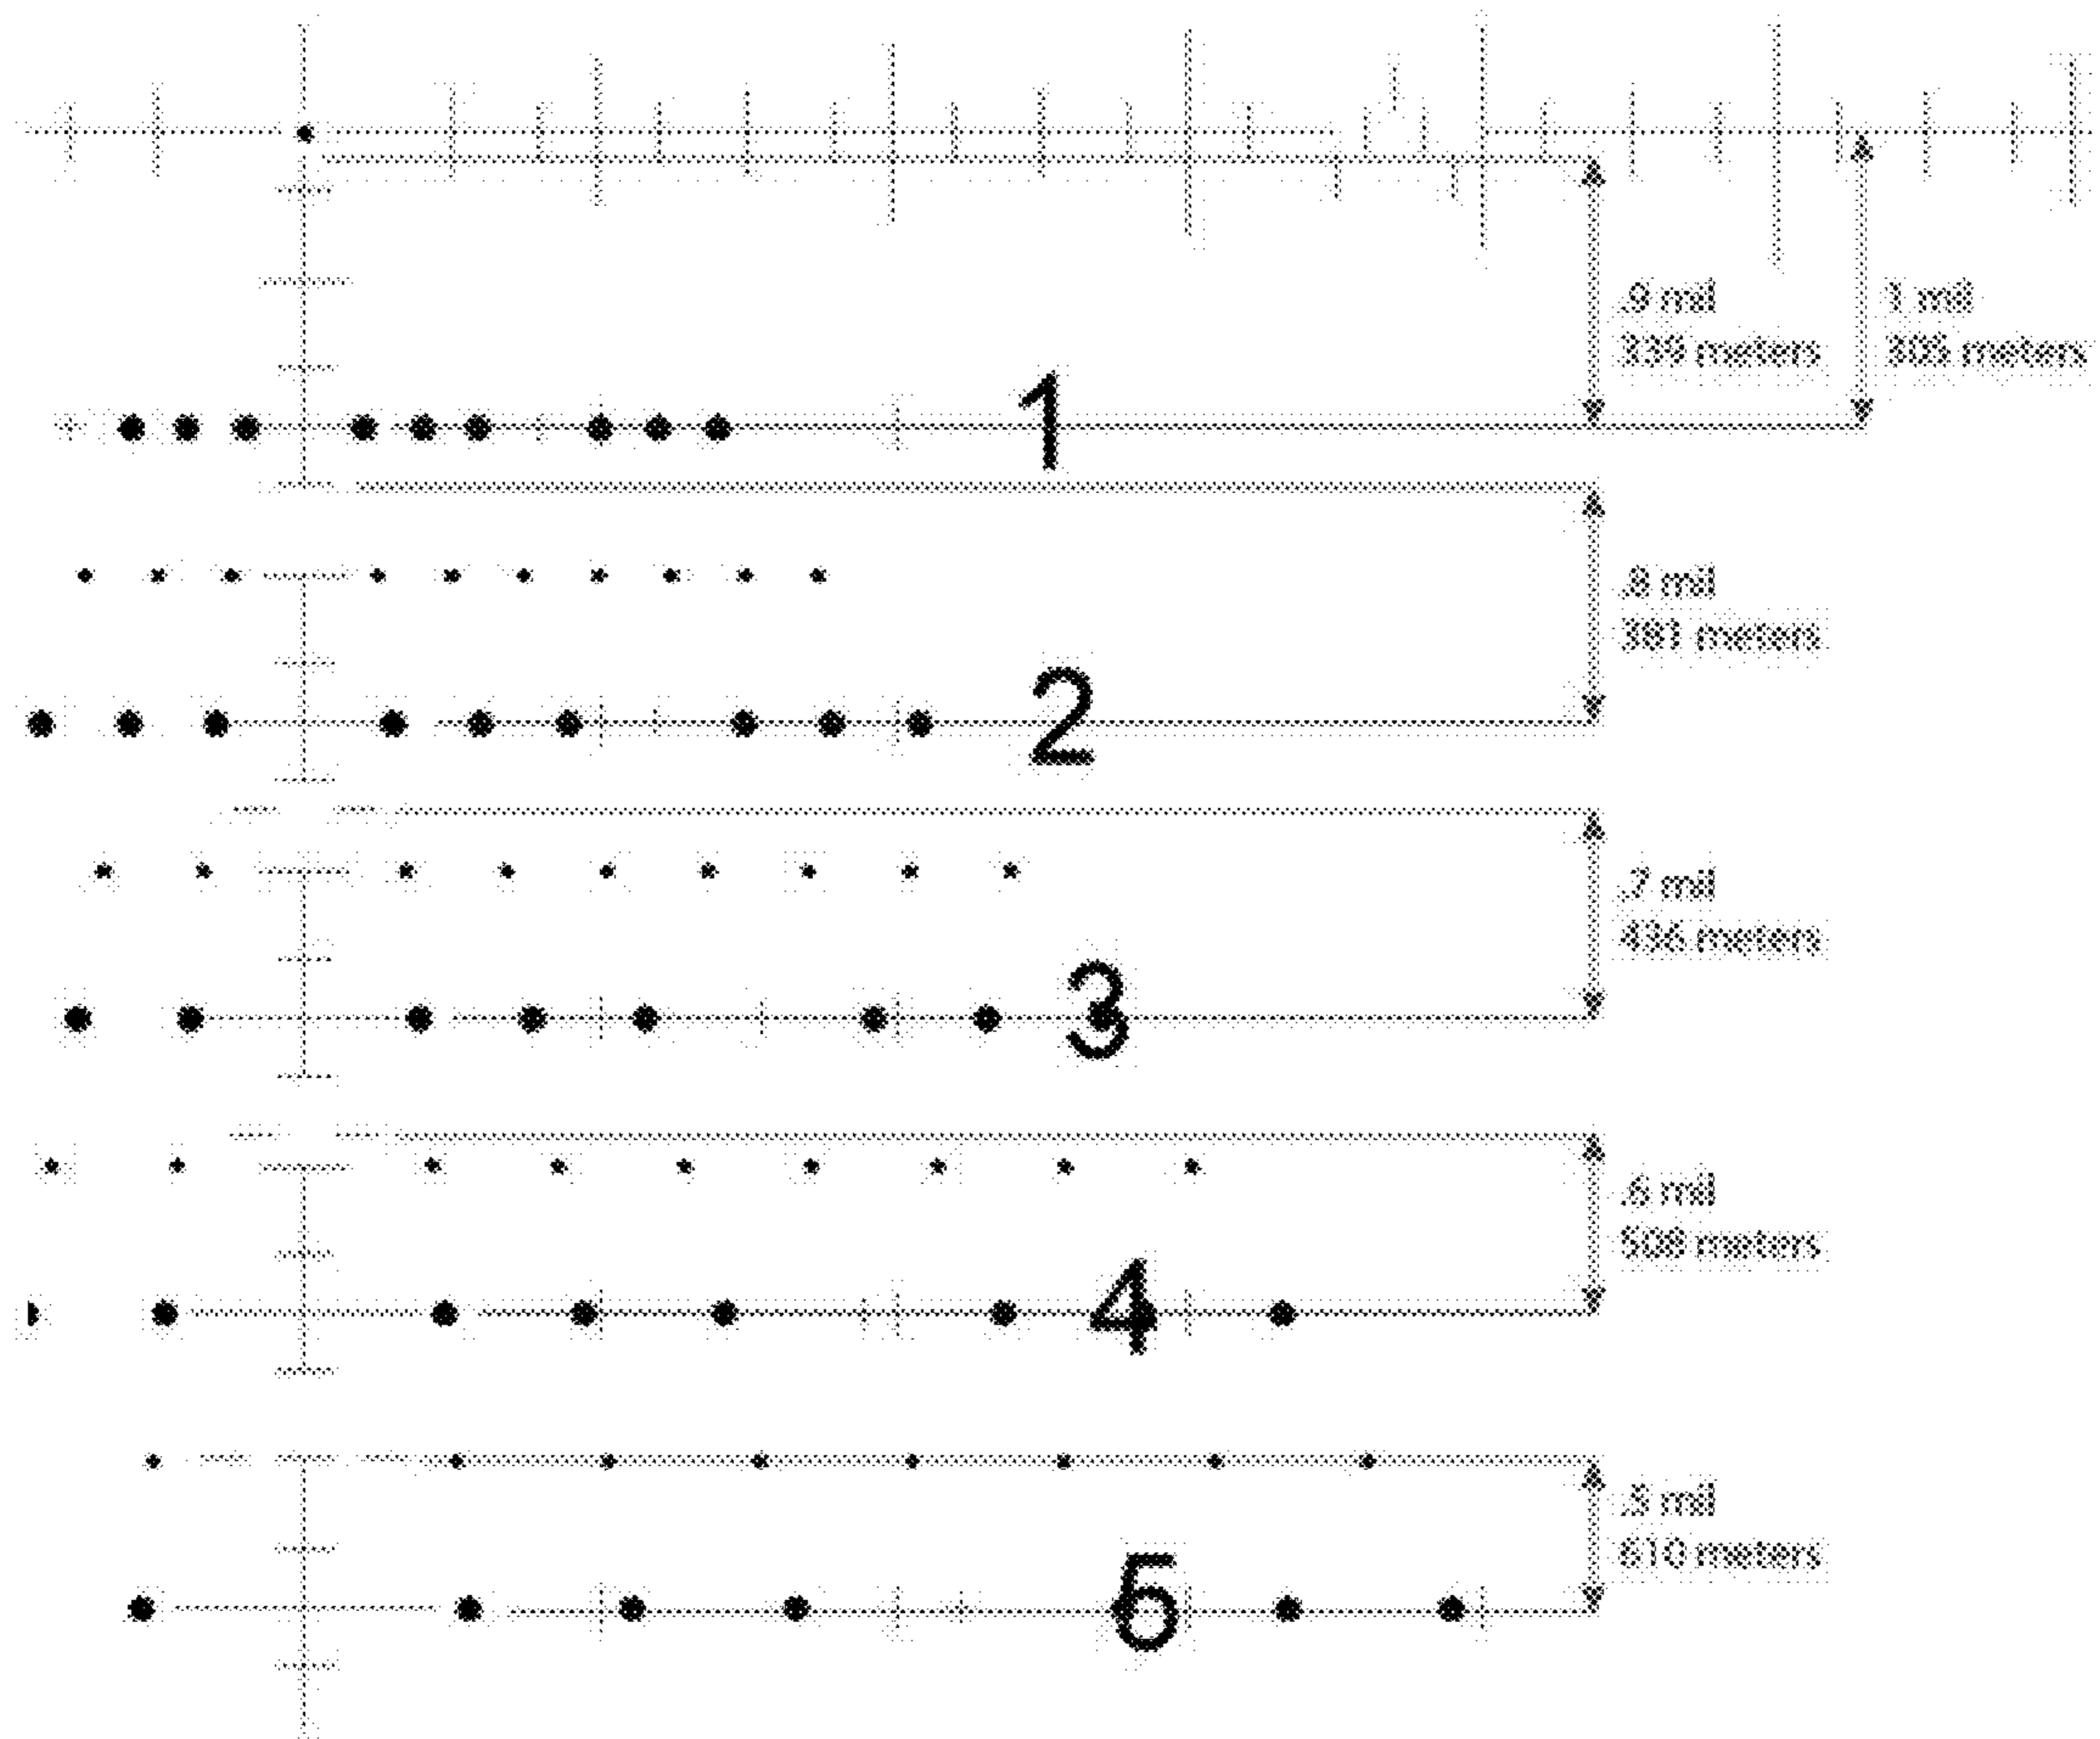 .9 mil
339 meters
1 mil
305 meters
1
.8 mil
381 meters
2
.7 mil
436 meters
3
.6 mil
508 meters
4
.5 mil
610 meters
5